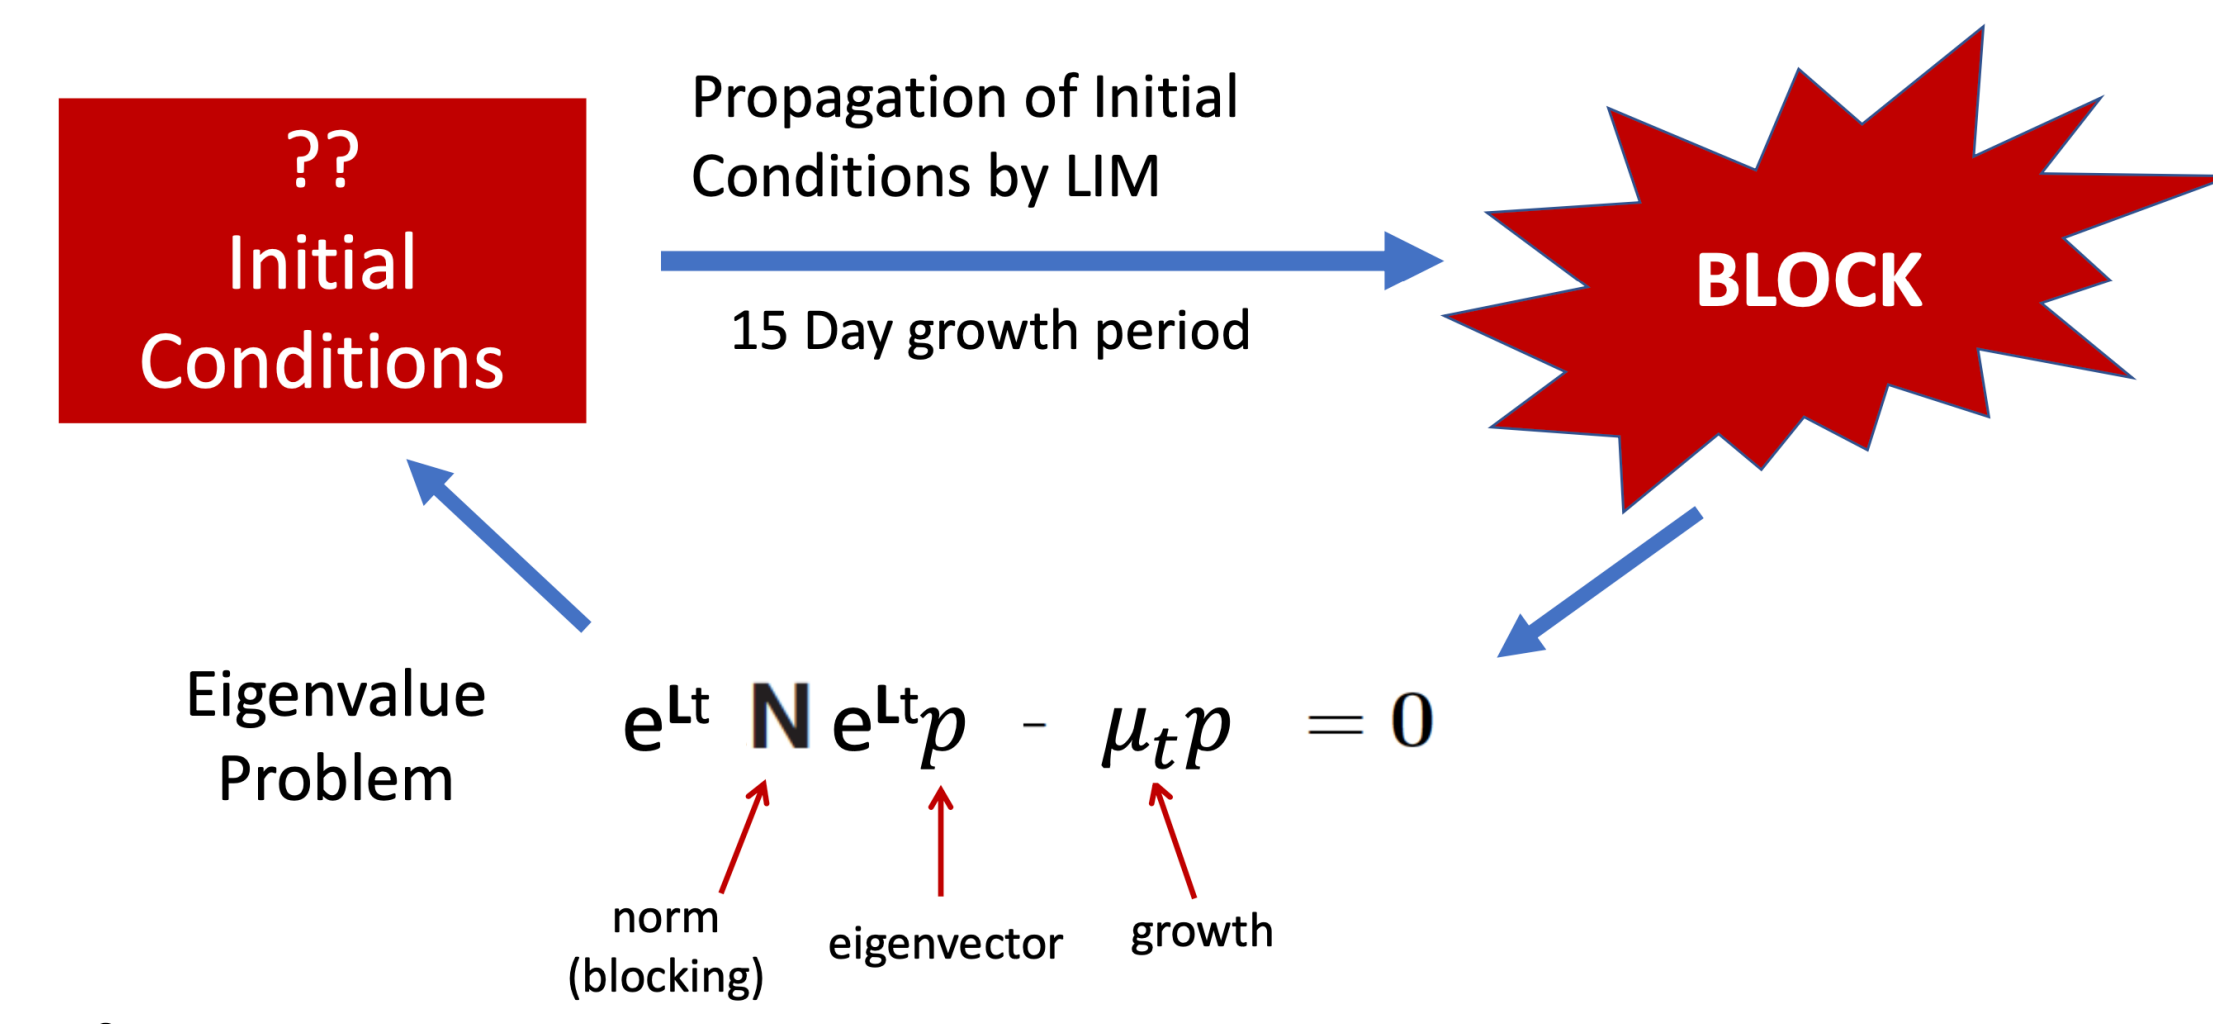 ??
Initial
Conditions
Propagation of Initial
Conditions by LIM
15 Day growth period
BLOCK
Eigenvalue
Problem
e^Lt N e^Lt p - μ_t p = 0
norm
(blocking)
eigenvector
growth